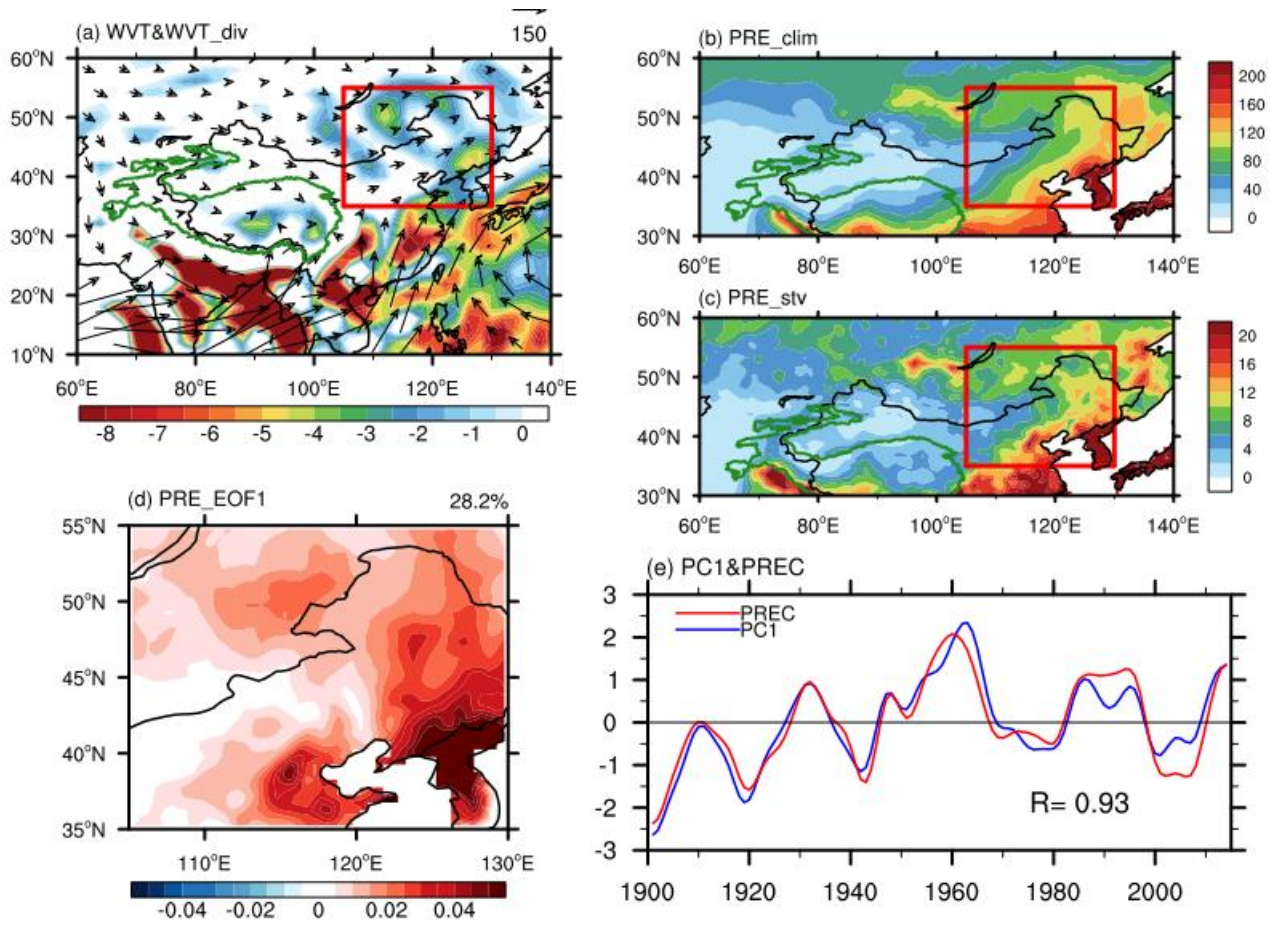 (a) WVT&WVT_div
150
60°N
50°N
40°N
30°N
20°N
10°N
60°E 80°E 100°E 120°E 140°E
-8 -7 -6 -5 -4 -3 -2 -1 0
(b) PRE_clim
60°N
50°N
40°N
30°N
60°E 80°E 100°E 120°E 140°E
200
160
120
80
40
0
(c) PRE_stv
60°N
50°N
40°N
30°N
60°E 80°E 100°E 120°E 140°E
20
16
12
8
4
0
(d) PRE_EOF1 28.2%
55°N
50°N
45°N
40°N
35°N
110°E 120°E 130°E
-0.04 -0.02 0 0.02 0.04
(e) PC1&PREC
3
2
1
0
-1
-2
-3
PREC
PC1
R= 0.93
1900 1920 1940 1960 1980 2000